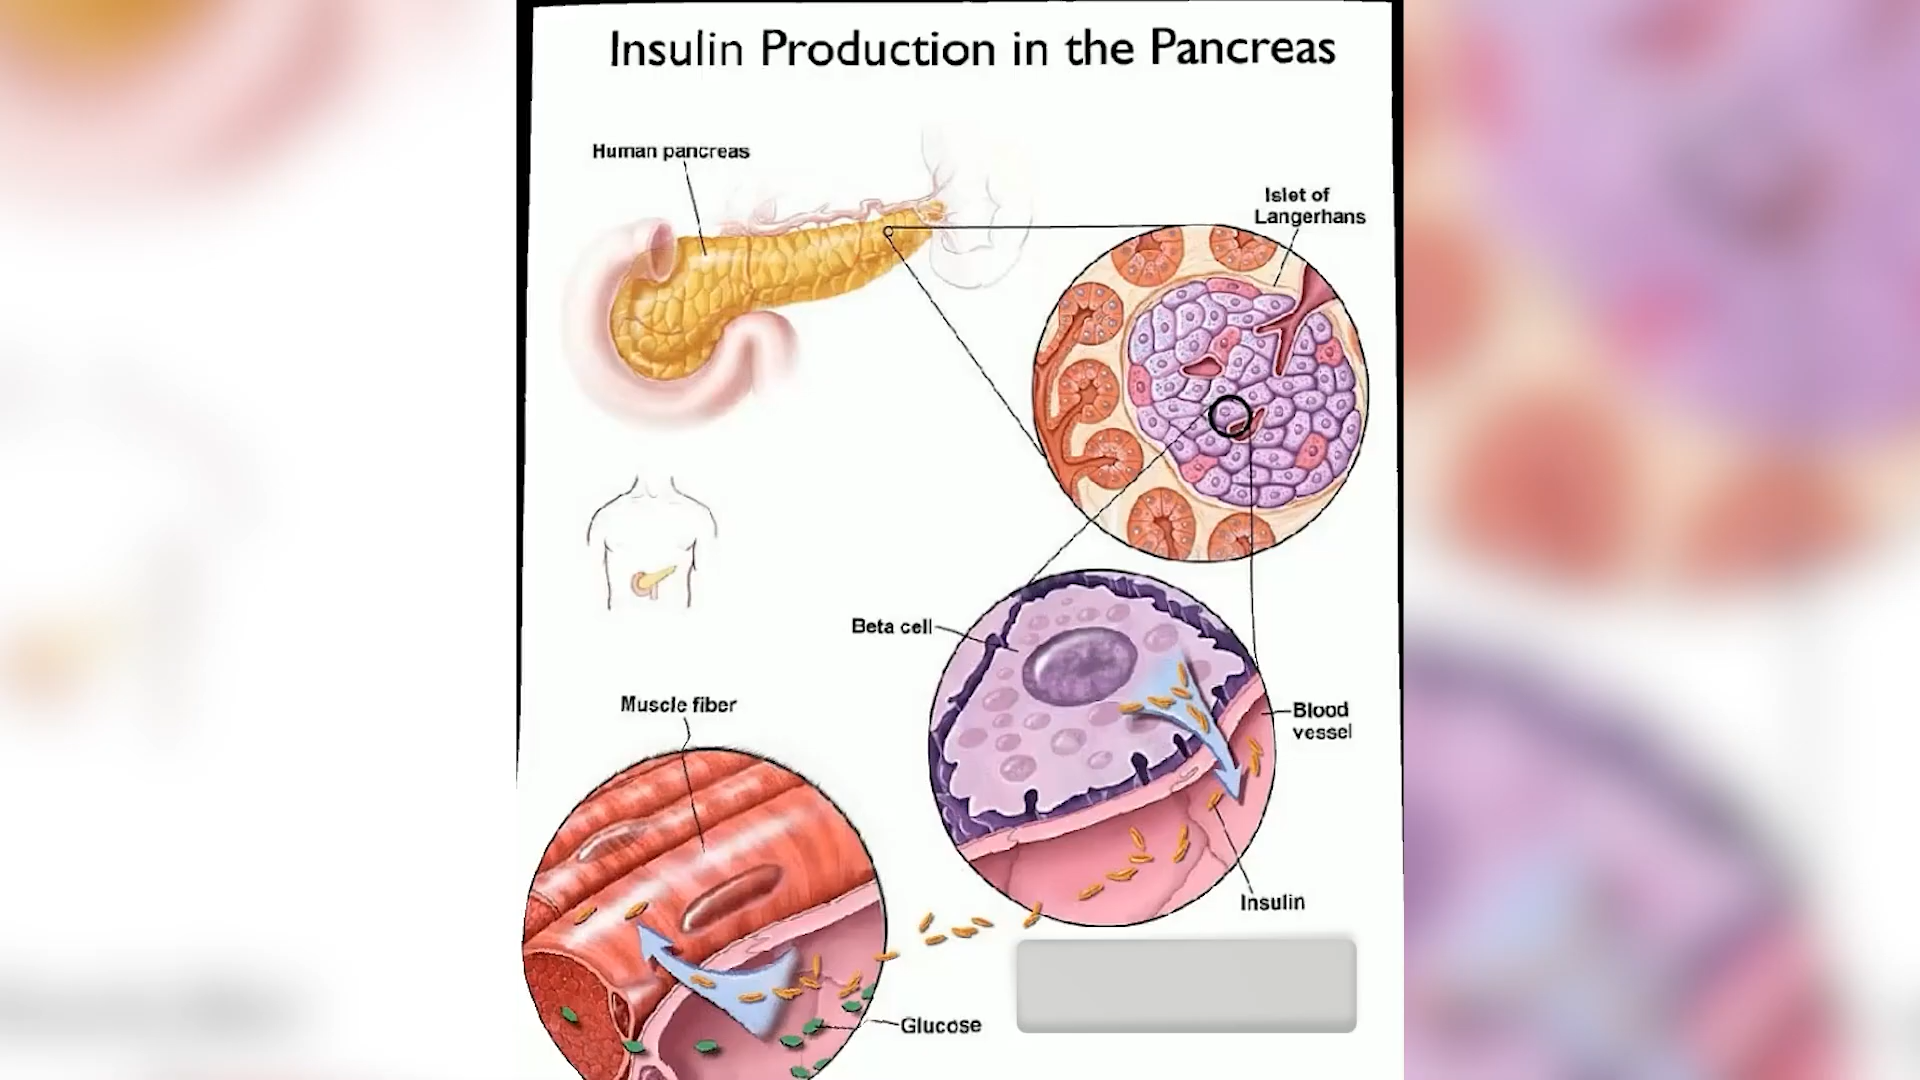 Insulin Production in the Pancreas
Human pancreas
Islet of
Langerhans
Beta cell
Muscle fiber
Blood
vessel
Insulin
Glucose